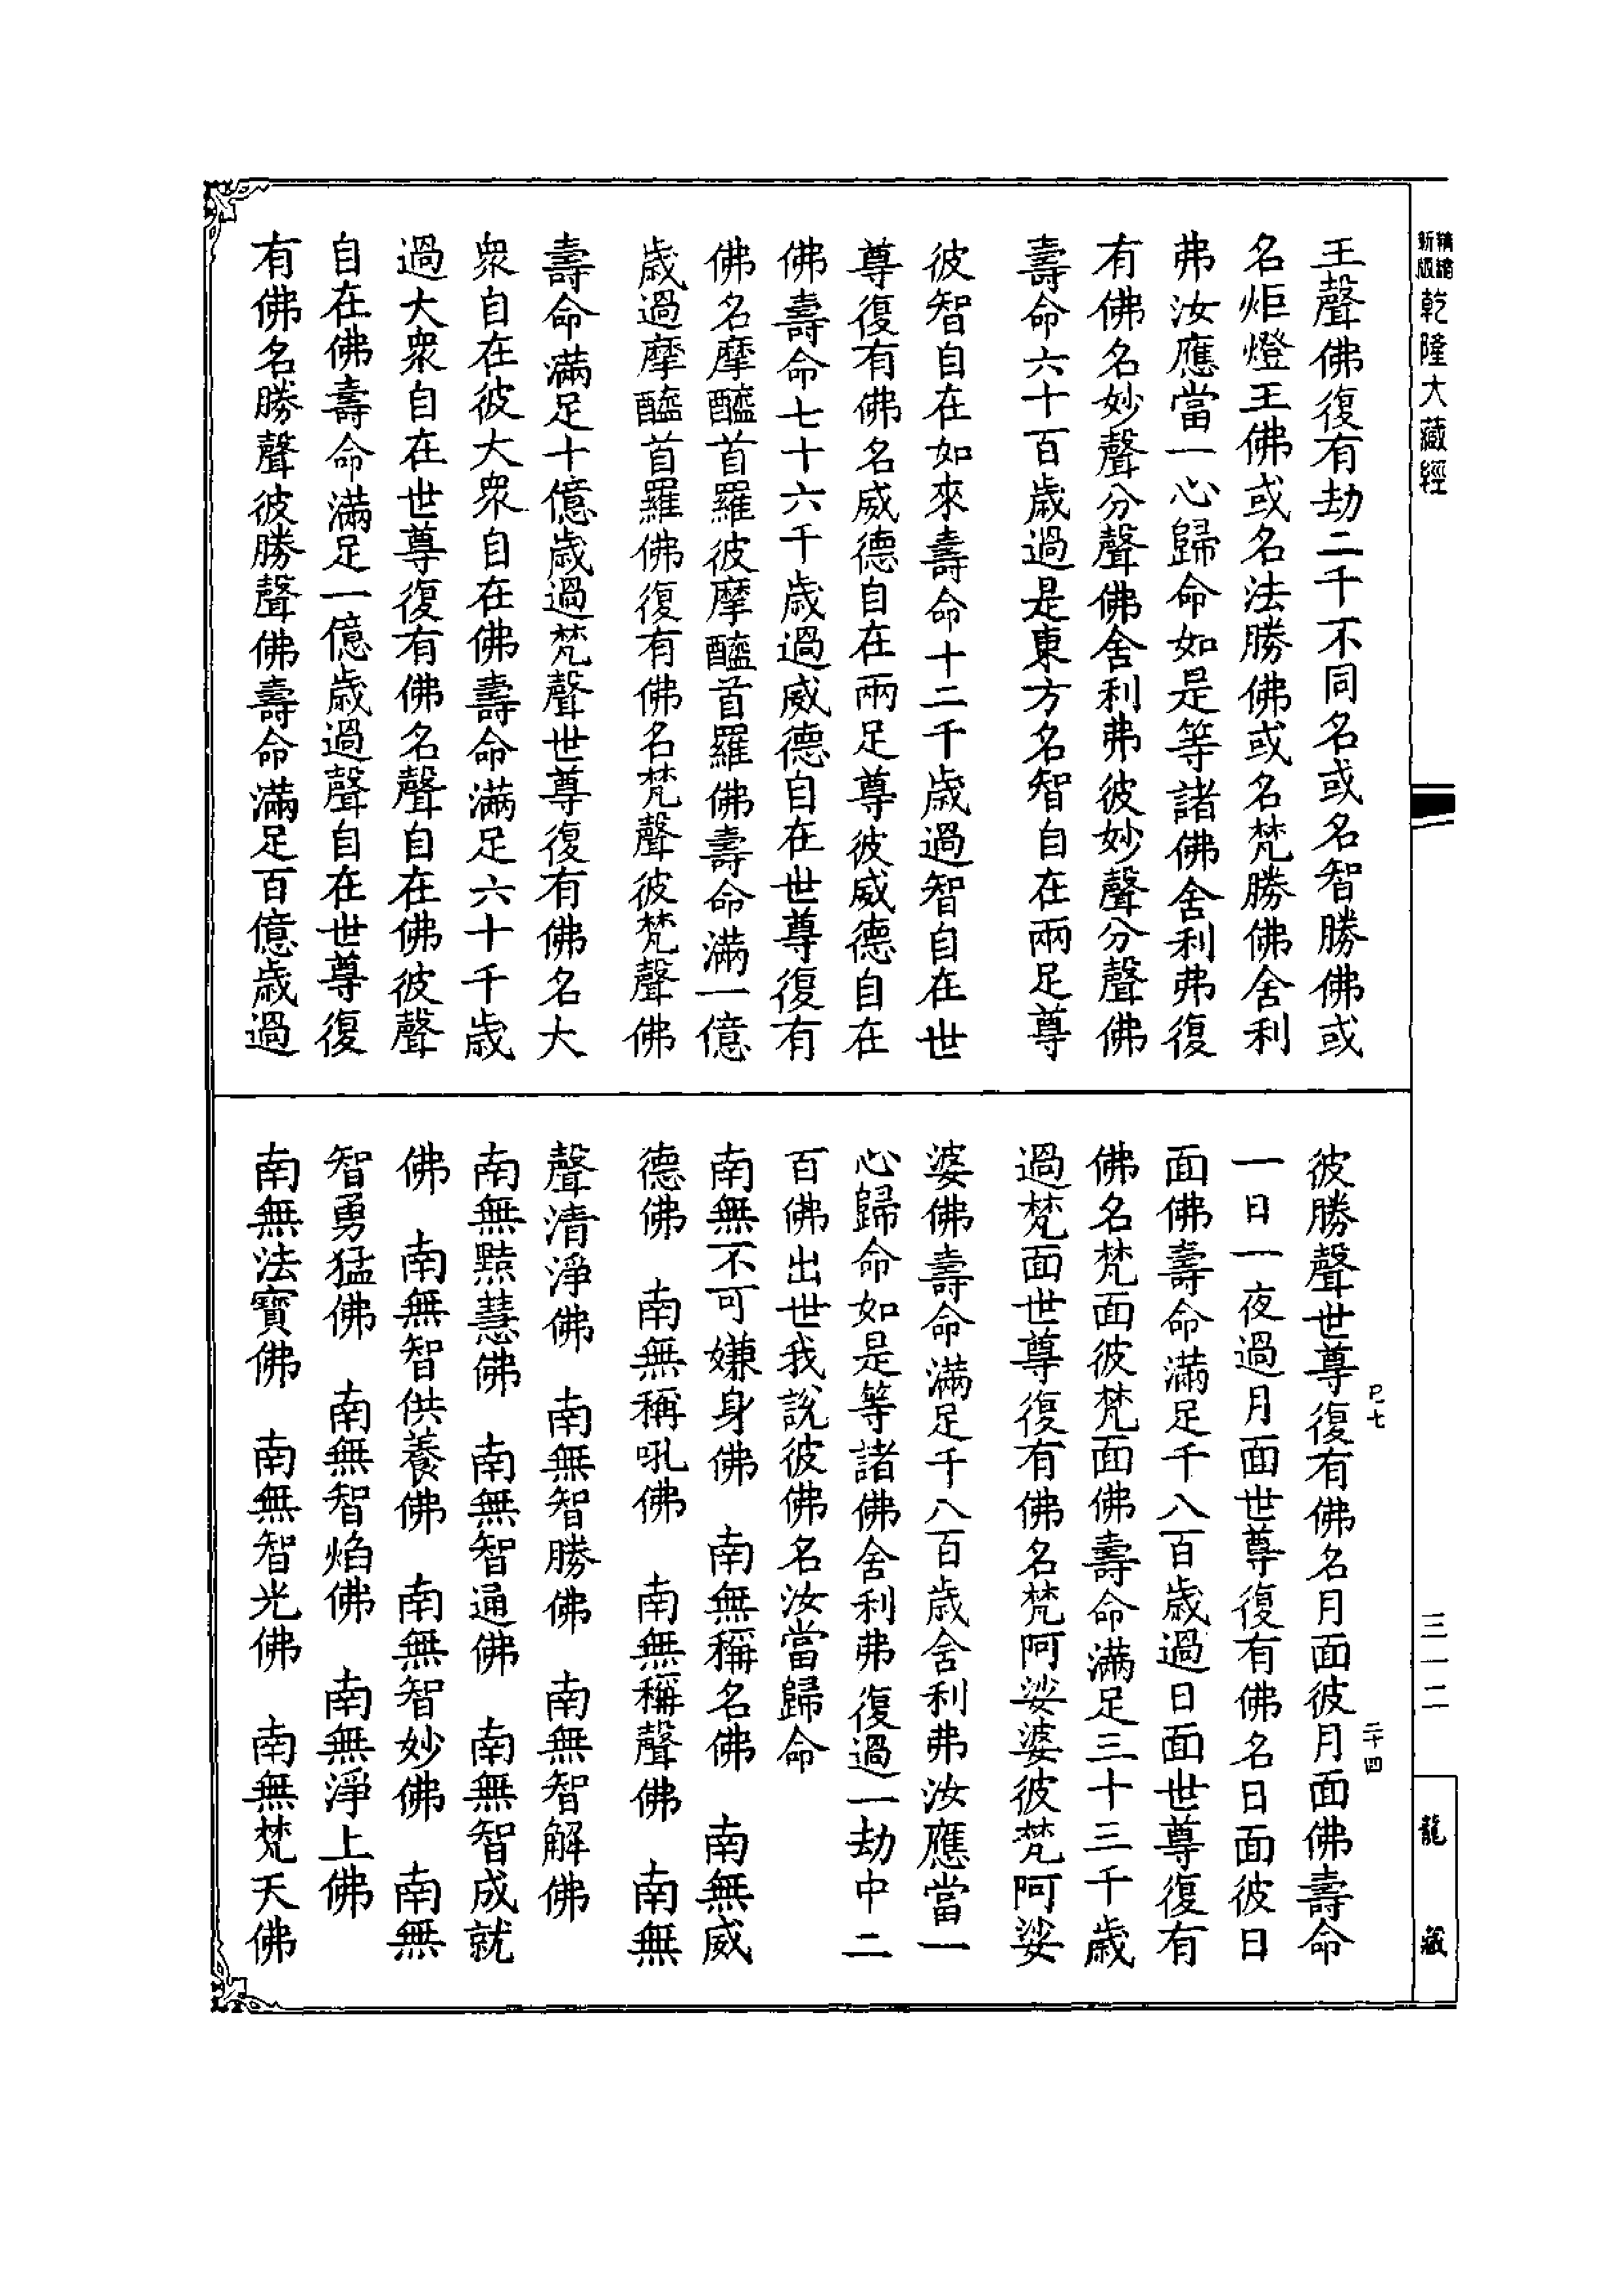 新版精縮乾隆大藏經
三一二
龍藏
王聲佛復有劫二千不同名或名智勝佛或
名炬燈王佛或名法勝佛或名梵勝佛舍利
弗汝應當一心歸命如是等諸佛舍利弗復
有佛名妙聲分聲佛舍利弗彼妙聲分聲佛
壽命六十百歲過是東方名智自在兩足尊
彼智自在如來壽命十二千歲過智自在世
尊復有佛名威德自在兩足尊彼威德自在
佛壽命七十六千歲過威德自在世尊復有
佛名摩醯首羅彼摩醯首羅佛壽命滿一億
歲過摩醯首羅佛復有佛名梵聲彼梵聲佛
壽命滿足十億歲過梵聲世尊復有佛名大
眾自在彼大眾自在佛壽命滿足六十千歲
過大眾自在世尊復有佛名聲自在佛彼聲
自在佛壽命滿足一億歲過聲自在世尊復
有佛名勝聲彼勝聲佛壽命滿足百億歲過
彼勝聲世尊復有佛名月面彼月面佛壽命
巳七
二十四
一日一夜過月面世尊復有佛名日面彼日
面佛壽命滿足千八百歲過日面世尊復有
佛名梵面彼梵面佛壽命滿足三十三千歲
過梵面世尊復有佛名梵阿娑婆彼梵阿娑
婆佛壽命滿足千八百歲舍利弗汝應當一
心歸命如是等諸佛舍利弗復過一劫中二
百佛出世我說彼佛名汝當歸命
南無不可嫌身佛　南無稱名佛　南無威
德佛　南無稱吼佛　南無稱聲佛　南無
聲清淨佛　南無智勝佛　南無智解佛
南無黠慧佛　南無智通佛　南無智成就
佛　南無智供養佛　南無智妙佛　南無
智勇猛佛　南無智焰佛　南無淨上佛
南無法寶佛　南無智光佛　南無梵天佛